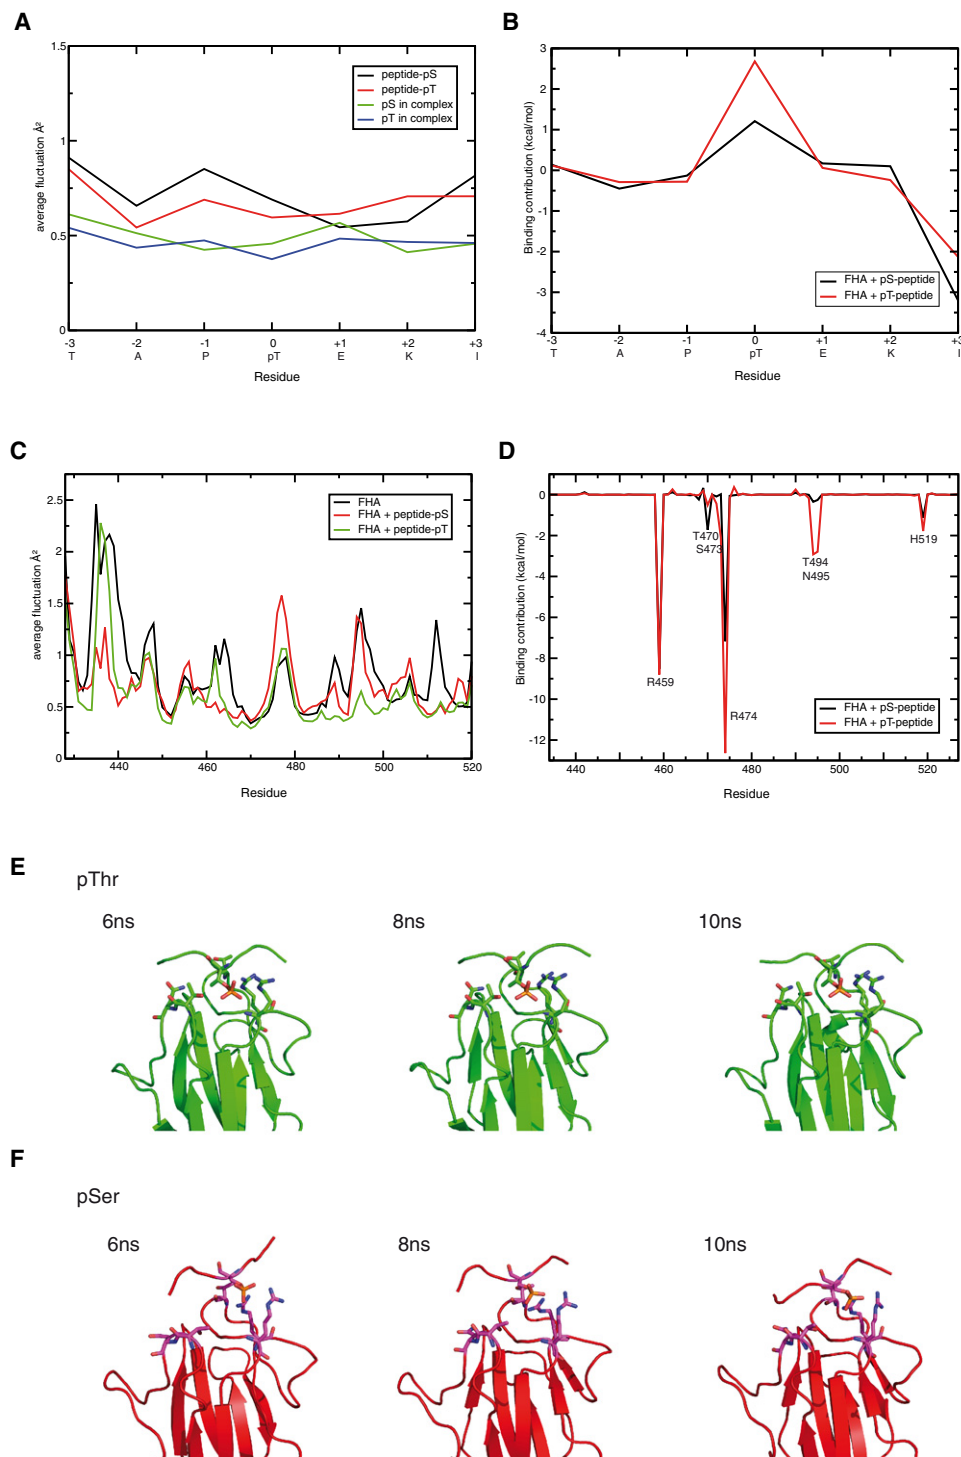 A
average fluctuation Å²
1.5
1
0.5
0
peptide-pS
peptide-pT
pS in complex
pT in complex
-3 -2 -1 0 +1 +2 +3
T A P pT E K I
Residue
B
Binding contribution (kcal/mol)
3
2
1
0
-1
-2
-3
-4
FHA + pS-peptide
FHA + pT-peptide
-3 -2 -1 0 +1 +2 +3
T A P pT E K I
Residue
C
average fluctuation Å²
2.5
2
1.5
1
0.5
0
FHA
FHA + peptide-pS
FHA + peptide-pT
440 460 480 500 520
Residue
D
Binding contribution (kcal/mol)
0
-2
-4
-6
-8
-10
-12
T470
S473
T494
N495
H519
R459
R474
FHA + pS-peptide
FHA + pT-peptide
440 460 480 500 520
Residue
E
pThr
6ns 8ns 10ns
F
pSer
6ns 8ns 10ns